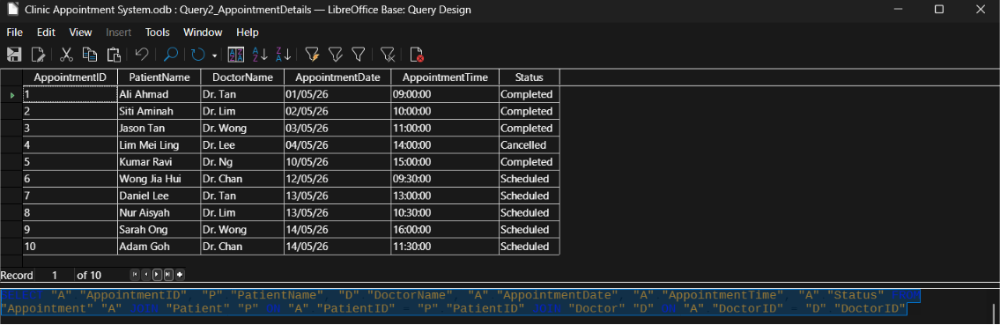 Clinic Appointment System.odb : Query2_AppointmentDetails — LibreOffice Base: Query Design
File Edit View Insert Tools Window Help
AppointmentID PatientName DoctorName AppointmentDate AppointmentTime Status
1 Ali Ahmad Dr. Tan 01/05/26 09:00:00 Completed
2 Siti Aminah Dr. Lim 02/05/26 10:00:00 Completed
3 Jason Tan Dr. Wong 03/05/26 11:00:00 Completed
4 Lim Mei Ling Dr. Lee 04/05/26 14:00:00 Cancelled
5 Kumar Ravi Dr. Ng 10/05/26 15:00:00 Completed
6 Wong Jia Hui Dr. Chan 12/05/26 09:30:00 Scheduled
7 Daniel Lee Dr. Tan 13/05/26 13:00:00 Scheduled
8 Nur Aisyah Dr. Lim 13/05/26 10:30:00 Scheduled
9 Sarah Ong Dr. Wong 14/05/26 16:00:00 Scheduled
10 Adam Goh Dr. Chan 14/05/26 11:30:00 Scheduled
Record 1 of 10
SELECT "A"."AppointmentID", "P"."PatientName", "D"."DoctorName", "A"."AppointmentDate", "A"."AppointmentTime", "A"."Status" FROM
"Appointment" "A" JOIN "Patient" "P" ON "A"."PatientID" = "P"."PatientID" JOIN "Doctor" "D" ON "A"."DoctorID" = "D"."DoctorID"